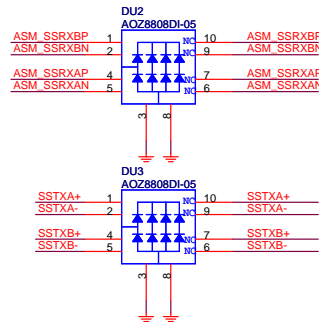 DU2
AOZ8808DI-05
ASM_SSRXBP 1 NC 10 ASM_SSRXBP
ASM_SSRXBN 2 NC 9 ASM_SSRXBN
ASM_SSRXAP 4 NC 7 ASM_SSRXAP
ASM_SSRXAN 5 NC 6 ASM_SSRXAN
3 8
DU3
AOZ8808DI-05
SSTXA+ 1 NC 10 SSTXA+
SSTXA- 2 NC 9 SSTXA-
SSTXB+ 4 NC 7 SSTXB+
SSTXB- 5 NC 6 SSTXB-
3 8